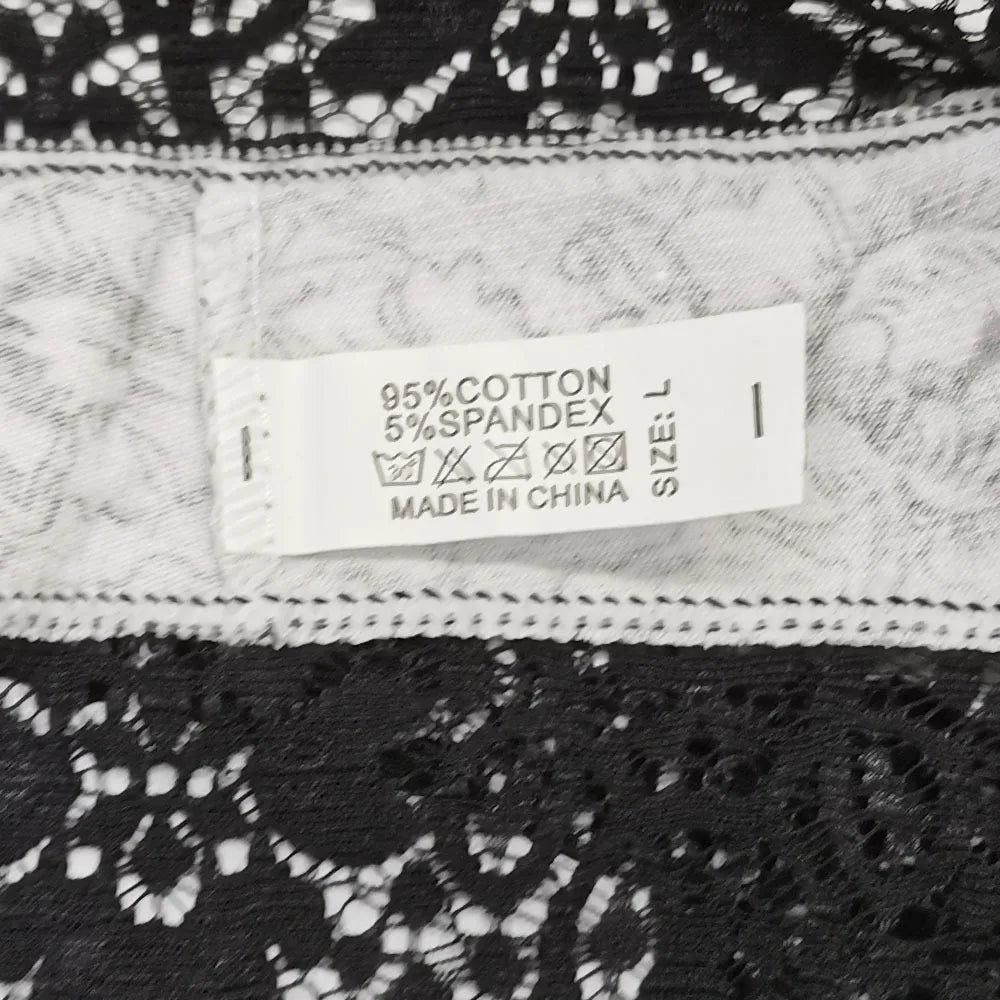 95%COTTON
5%SPANDEX
MADE IN CHINA
SIZE: L